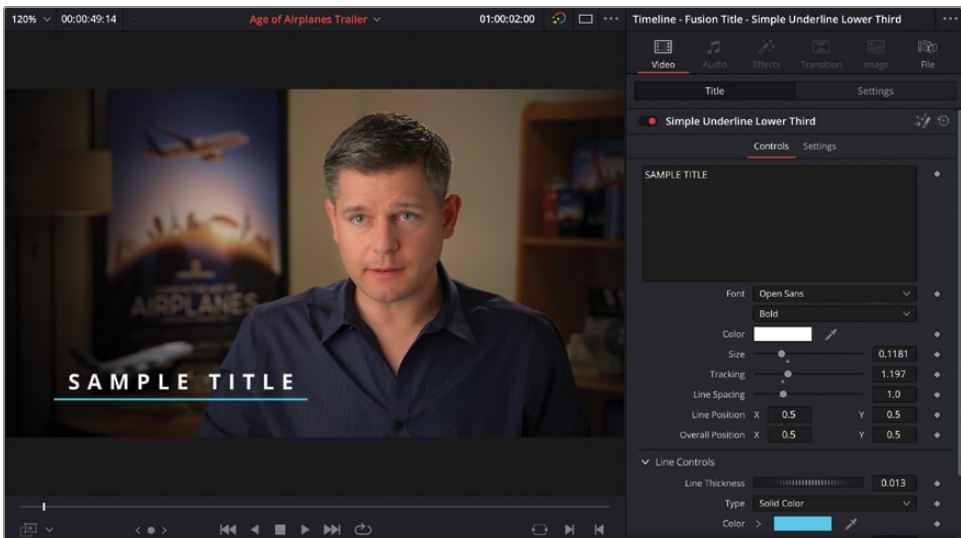 120% 00:00:49:14 Age of Airplanes Trailer 01:00:02:00
AIRPLANES
SAMPLE TITLE
Timeline - Fusion Title - Simple Underline Lower Third
Video Audio Effects Transition Image File
Title Settings
Simple Underline Lower Third
Controls Settings
SAMPLE TITLE
Font Open Sans
Bold
Color
Size 0.1181
Tracking 1.197
Line Spacing 1.0
Line Position X 0.5 Y 0.5
Overall Position X 0.5 Y 0.5
Line Controls
Line Thickness 0.013
Type Solid Color
Color